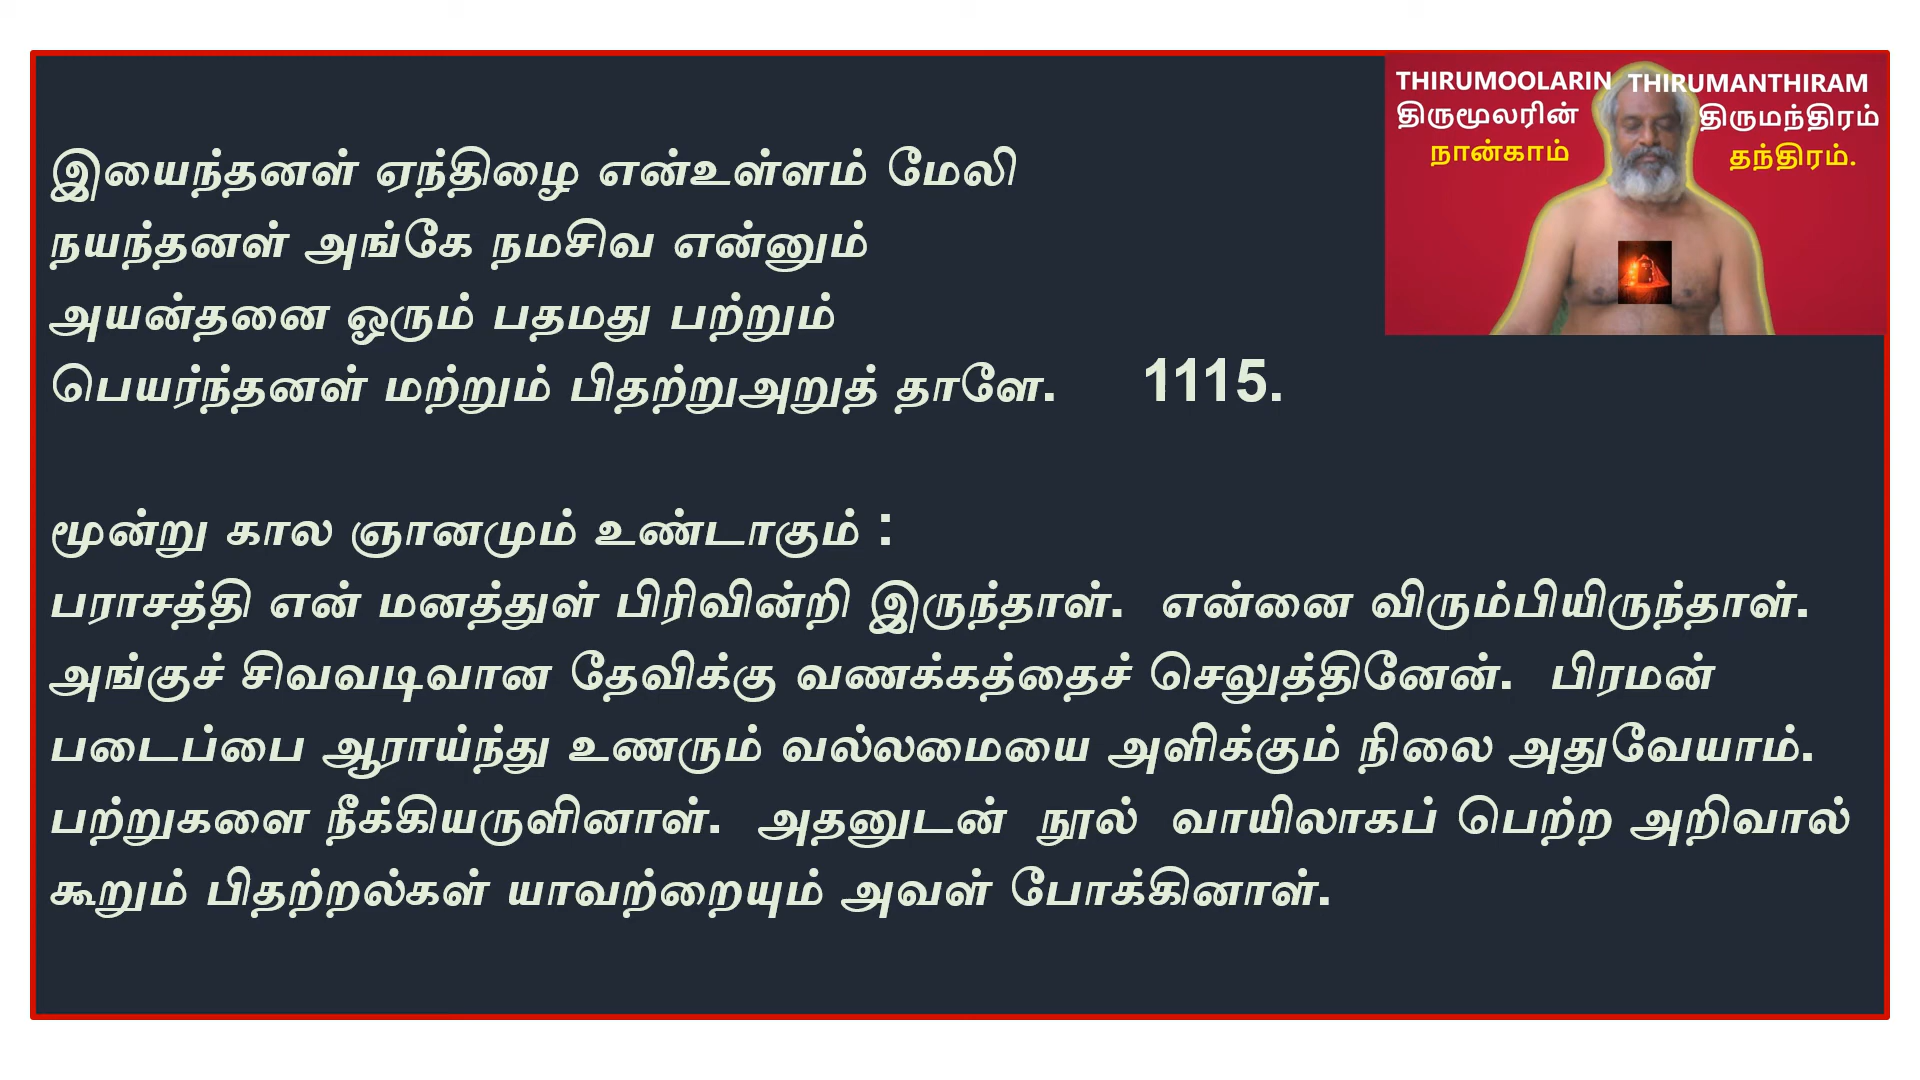 THIRUMOOLARIN THIRUMANTHIRAM
திருமூலரின் திருமந்திரம்
நான்காம் தந்திரம்.
இயைந்தனள் ஏந்திழை என்உள்ளம் மேலி
நயந்தனள் அங்கே நமசிவ என்னும்
அயன்தனை ஓரும் பதமது பற்றும்
பெயர்ந்தனள் மற்றும் பிதற்றுஅறுத் தாளே. 1115.
மூன்று கால ஞானமும் உண்டாகும் :
பராசத்தி என் மனத்துள் பிரிவின்றி இருந்தாள். என்னை விரும்பியிருந்தாள்.
அங்குச் சிவவடிவான தேவிக்கு வணக்கத்தைச் செலுத்தினேன். பிரமன்
படைப்பை ஆராய்ந்து உணரும் வல்லமையை அளிக்கும் நிலை அதுவேயாம்.
பற்றுகளை நீக்கியருளினாள். அதனுடன் நூல் வாயிலாகப் பெற்ற அறிவால்
கூறும் பிதற்றல்கள் யாவற்றையும் அவள் போக்கினாள்.